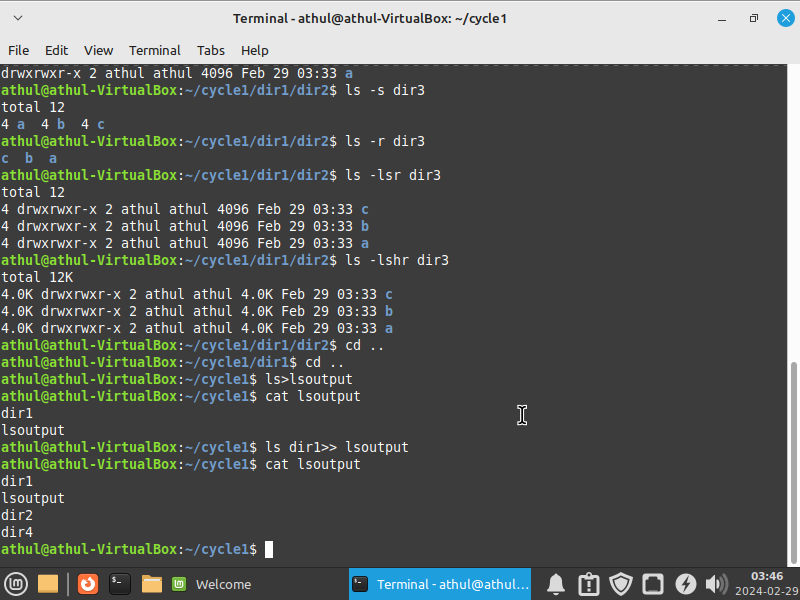 Terminal - athul@athul-VirtualBox: ~/cycle1
File Edit View Terminal Tabs Help
drwxrwxr-x 2 athul athul 4096 Feb 29 03:33 a
athul@athul-VirtualBox:~/cycle1/dir1/dir2$ ls -s dir3
total 12
4 a  4 b  4 c
athul@athul-VirtualBox:~/cycle1/dir1/dir2$ ls -r dir3
c  b  a
athul@athul-VirtualBox:~/cycle1/dir1/dir2$ ls -lsr dir3
total 12
4 drwxrwxr-x 2 athul athul 4096 Feb 29 03:33 c
4 drwxrwxr-x 2 athul athul 4096 Feb 29 03:33 b
4 drwxrwxr-x 2 athul athul 4096 Feb 29 03:33 a
athul@athul-VirtualBox:~/cycle1/dir1/dir2$ ls -lshr dir3
total 12K
4.0K drwxrwxr-x 2 athul athul 4.0K Feb 29 03:33 c
4.0K drwxrwxr-x 2 athul athul 4.0K Feb 29 03:33 b
4.0K drwxrwxr-x 2 athul athul 4.0K Feb 29 03:33 a
athul@athul-VirtualBox:~/cycle1/dir1/dir2$ cd ..
athul@athul-VirtualBox:~/cycle1/dir1$ cd ..
athul@athul-VirtualBox:~/cycle1$ ls>lsoutput
athul@athul-VirtualBox:~/cycle1$ cat lsoutput
dir1
lsoutput
athul@athul-VirtualBox:~/cycle1$ ls dir1>> lsoutput
athul@athul-VirtualBox:~/cycle1$ cat lsoutput
dir1
lsoutput
dir2
dir4
athul@athul-VirtualBox:~/cycle1$
Welcome
Terminal - athul@athul...
03:46
2024-02-29